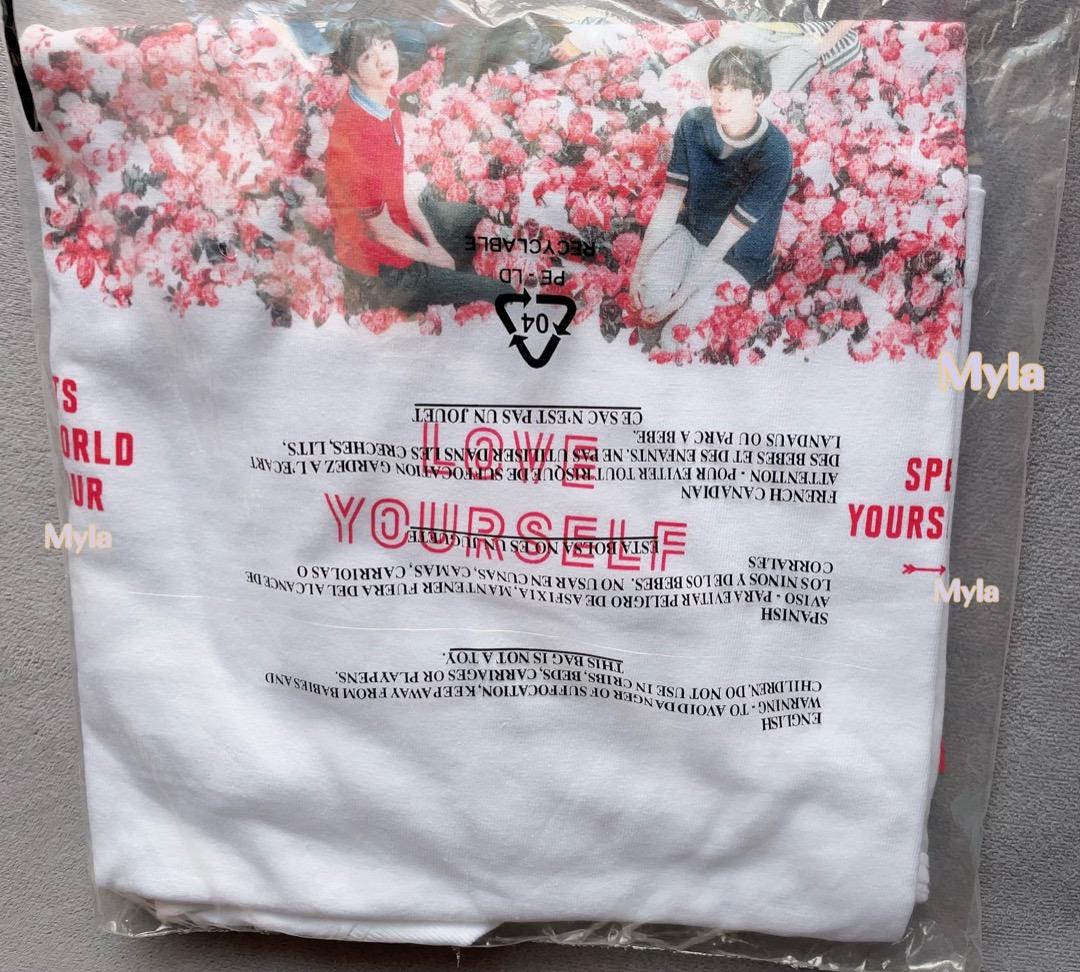 TS
ORLD
UR
LOVE
YOURSELF
SPE
YOURS
Myla
Myla
Myla
ENGLISH
WARNING - TO AVOID DANGER OF SUFFOCATION, KEEP AWAY FROM BABIES AND
CHILDREN, DO NOT USE IN CRIBS, BEDS, CARRIAGES OR PLAYPENS.
THIS BAG IS NOT A TOY.
SPANISH
AVISO - PARA EVITAR PELIGRO DE ASFIXIA, MANTENER FUERA DEL ALCANCE DE
LOS NINOS Y DE LOS BEBES. NO USAR EN CUNAS, CAMAS, CARRIOLAS O
CORRALES
ESTA BOLSA NO ES UN JUGUETE
FRENCH CANADIAN
ATTENTION - POUR EVITER TOUT RISQUE DE SUFFOCATION GARDEZ A L'ECART
DES BEBES ET DES ENFANTS. NE PAS UTILISER DANS LES CRECHES, LITS,
LANDAUS OU PARC A BEBE.
CE SAC N'EST PAS UN JOUET
04
PE - LD
RECYCLABLE